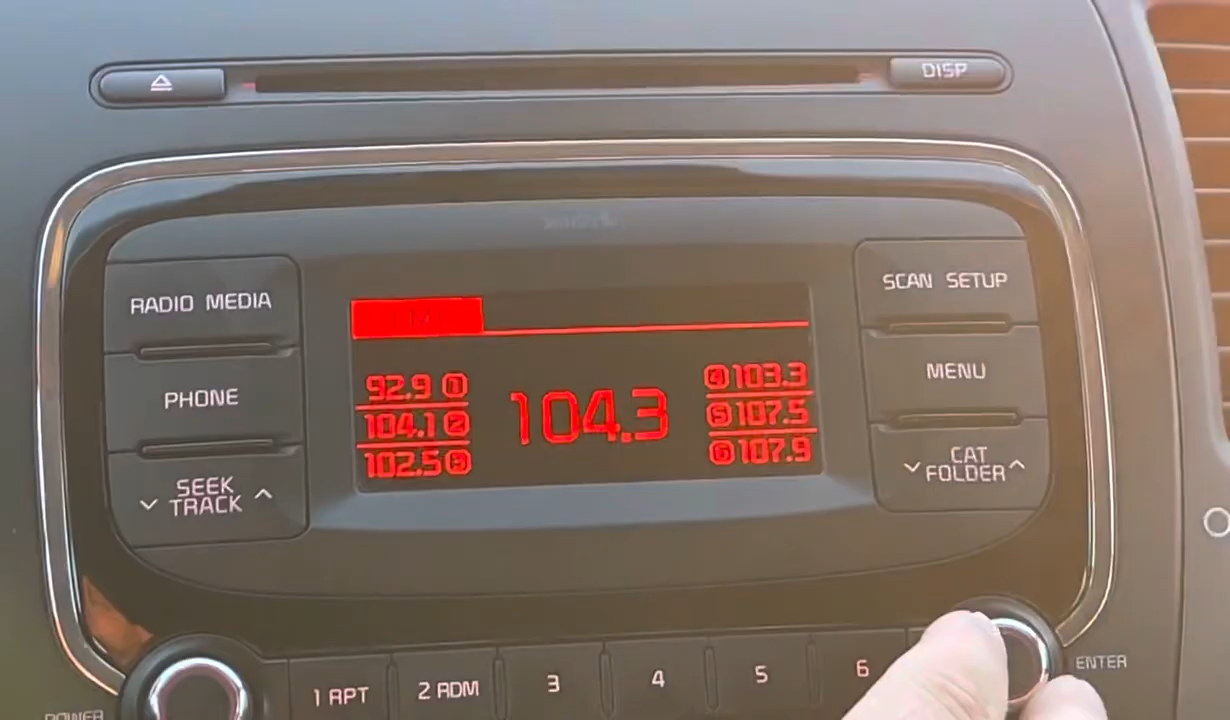 DISP
RADIO MEDIA
SCAN SETUP
PHONE
MENU
SEEK
TRACK
CAT
FOLDER
92.9 1
104.1 2
102.5 3
104.3
4 103.3
5 107.5
6 107.9
1 RPT
2 RDM
3
4
5
6
ENTER
POWER